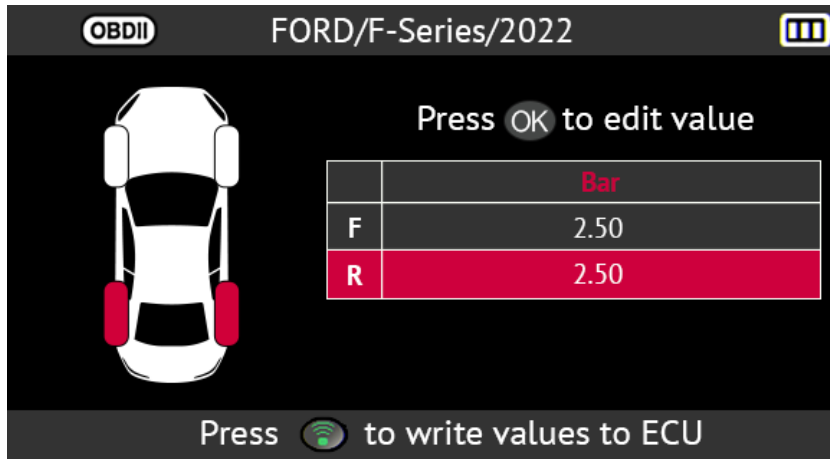 OBDII FORD/F-Series/2022
Press OK to edit value
Bar
F 2.50
R 2.50
Press to write values to ECU